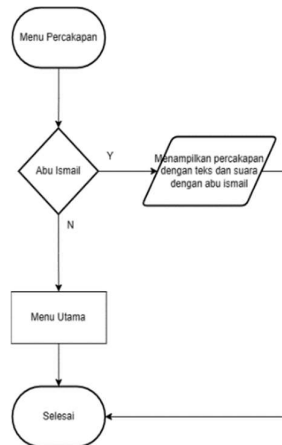 Menu Percakapan
Abu Ismail
Y
Menampilkan percakapan
dengan teks dan suara
dengan abu ismail
N
Menu Utama
Selesai